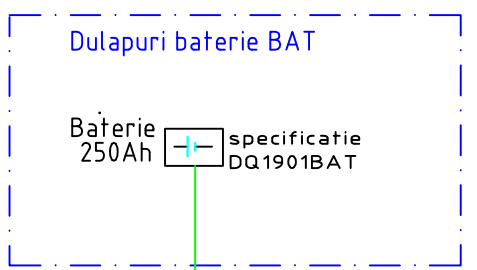 Dulapuri baterie BAT
Baterie
250Ah
specificatie
DQ1901BAT